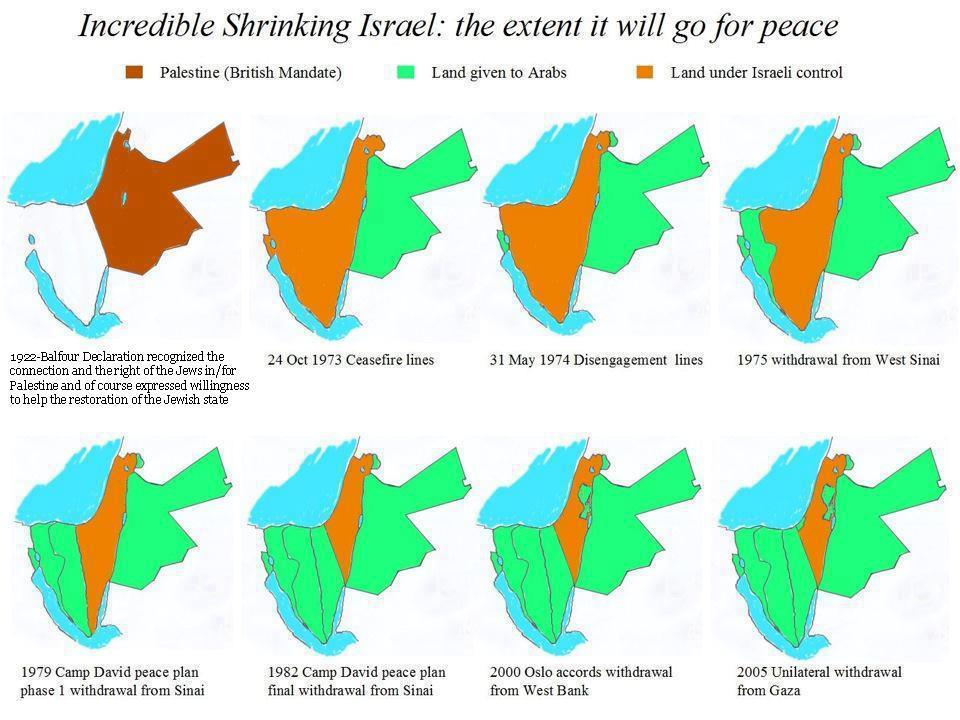 Incredible Shrinking Israel: the extent it will go for peace
Palestine (British Mandate)
Land given to Arabs
Land under Israeli control
1922-Balfour Declaration recognized the
connection and the right of the Jews in/for
Palestine and of course expressed willingness
to help the restoration of the Jewish state
24 Oct 1973 Ceasefire lines
31 May 1974 Disengagement lines
1975 withdrawal from West Sinai
1979 Camp David peace plan
phase 1 withdrawal from Sinai
1982 Camp David peace plan
final withdrawal from Sinai
2000 Oslo accords withdrawal
from West Bank
2005 Unilateral withdrawal
from Gaza